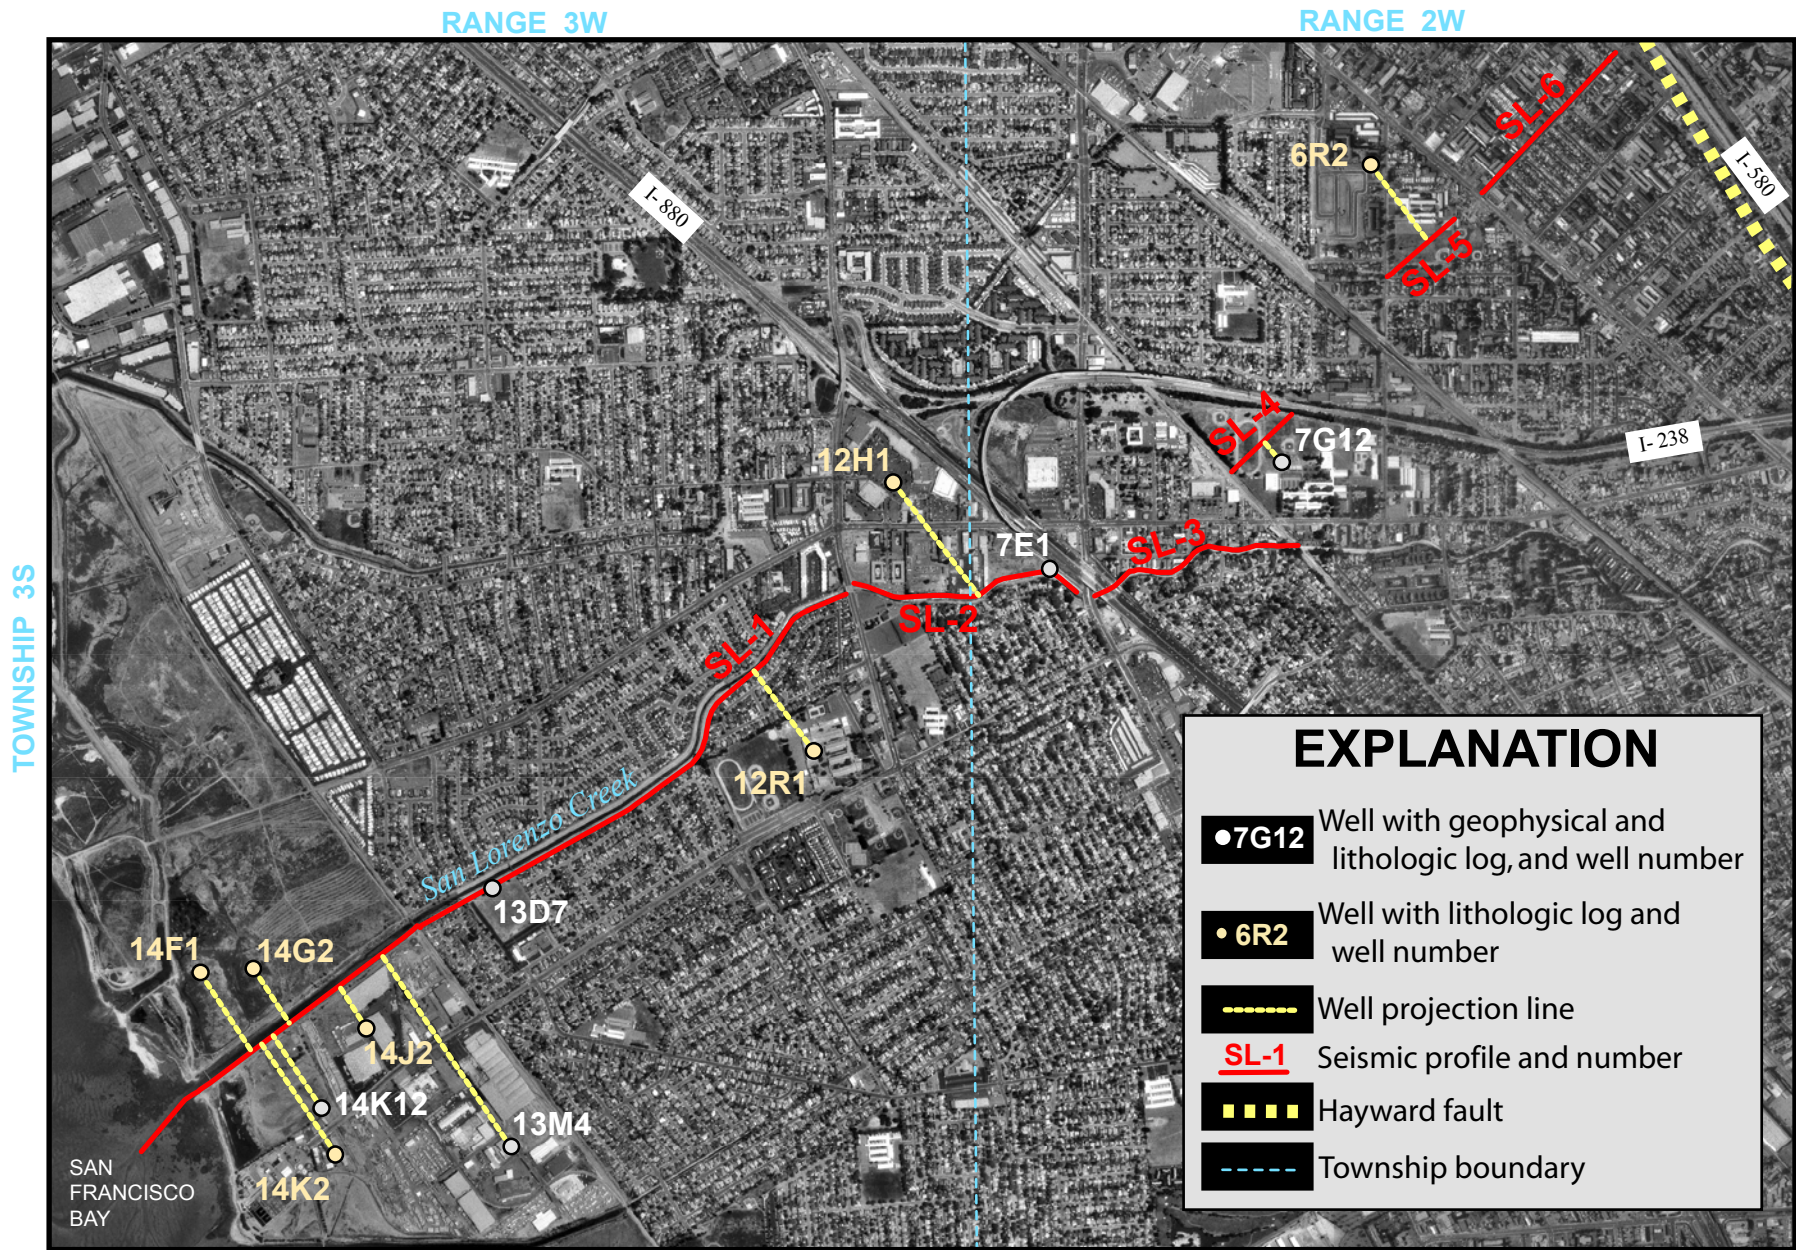 RANGE 3W
RANGE 2W
TOWNSHIP 3S
I-880
I-580
I-238
SL-6
6R2
SL-5
SL-4
7G12
12H1
7E1
SL-3
SL-2
SL-1
12R1
San Lorenzo Creek
13D7
14F1
14G2
14J2
14K12
13M4
14K2
SAN
FRANCISCO
BAY
EXPLANATION
7G12
Well with geophysical and
lithologic log, and well number
6R2
Well with lithologic log and
well number
Well projection line
SL-1
Seismic profile and number
Hayward fault
Township boundary